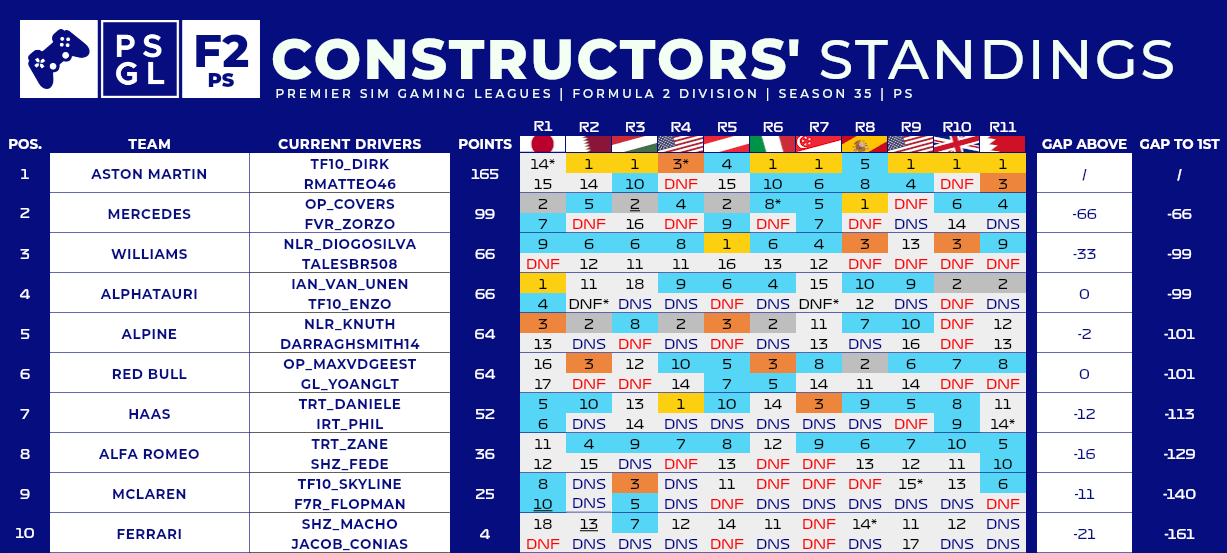 PS GL F2 PS CONSTRUCTORS' STANDINGS
PREMIER SIM GAMING LEAGUES | FORMULA 2 DIVISION | SEASON 35 | PS
R1 R2 R3 R4 R5 R6 R7 R8 R9 R10 R11
POS. TEAM CURRENT DRIVERS POINTS GAP ABOVE GAP TO 1ST
1 ASTON MARTIN 165 / /
TF10_DIRK 14* 1 1 3* 4 1 1 5 1 1 1
RMATTEO46 15 14 10 DNF 15 10 6 8 4 DNF 3
2 MERCEDES 99 -66 -66
OP_COVERS 2 5 2 4 2 8* 5 1 DNF 6 4
FVR_ZORZO 7 DNF 16 DNF 9 DNF 7 DNF DNS 14 DNS
3 WILLIAMS 66 -33 -99
NLR_DIOGOSILVA 9 6 6 8 1 6 4 3 13 3 9
TALESBR508 DNF 12 11 11 16 13 12 DNF DNF DNF DNF
4 ALPHATAURI 66 0 -99
IAN_VAN_UNEN 1 11 18 9 6 4 15 10 9 2 2
TF10_ENZO 4 DNF* DNS DNS DNF DNS DNF* 12 DNS DNF DNS
5 ALPINE 64 -2 -101
NLR_KNUTH 3 2 8 2 3 2 11 7 10 DNF 12
DARRAGHSMITH14 13 DNS DNF DNS DNF DNS 13 DNS 16 DNF 13
6 RED BULL 64 0 -101
OP_MAXVDGEEST 16 3 12 10 5 3 8 2 6 7 8
GL_YOANGLT 17 DNF DNF 14 7 5 14 11 14 DNF DNF
7 HAAS 52 -12 -113
TRT_DANIELE 5 10 13 1 10 14 3 9 5 8 11
IRT_PHIL 6 DNS 14 DNS DNS DNS DNS DNS DNF 9 14*
8 ALFA ROMEO 36 -16 -129
TRT_ZANE 11 4 9 7 8 12 9 6 7 10 5
SHZ_FEDE 12 15 DNS DNF 13 DNF DNF 13 12 11 10
9 MCLAREN 25 -11 -140
TF10_SKYLINE 8 DNS 3 DNS 11 DNF DNF DNF 15* 13 6
F7R_FLOPMAN 10 DNS 5 DNS DNF DNS DNS DNS DNS DNS DNF
10 FERRARI 4 -21 -161
SHZ_MACHO 18 13 7 12 14 11 DNF 14* 11 12 DNS
JACOB_CONIAS DNF DNS DNS DNS DNS DNS DNF DNS 17 DNS DNS